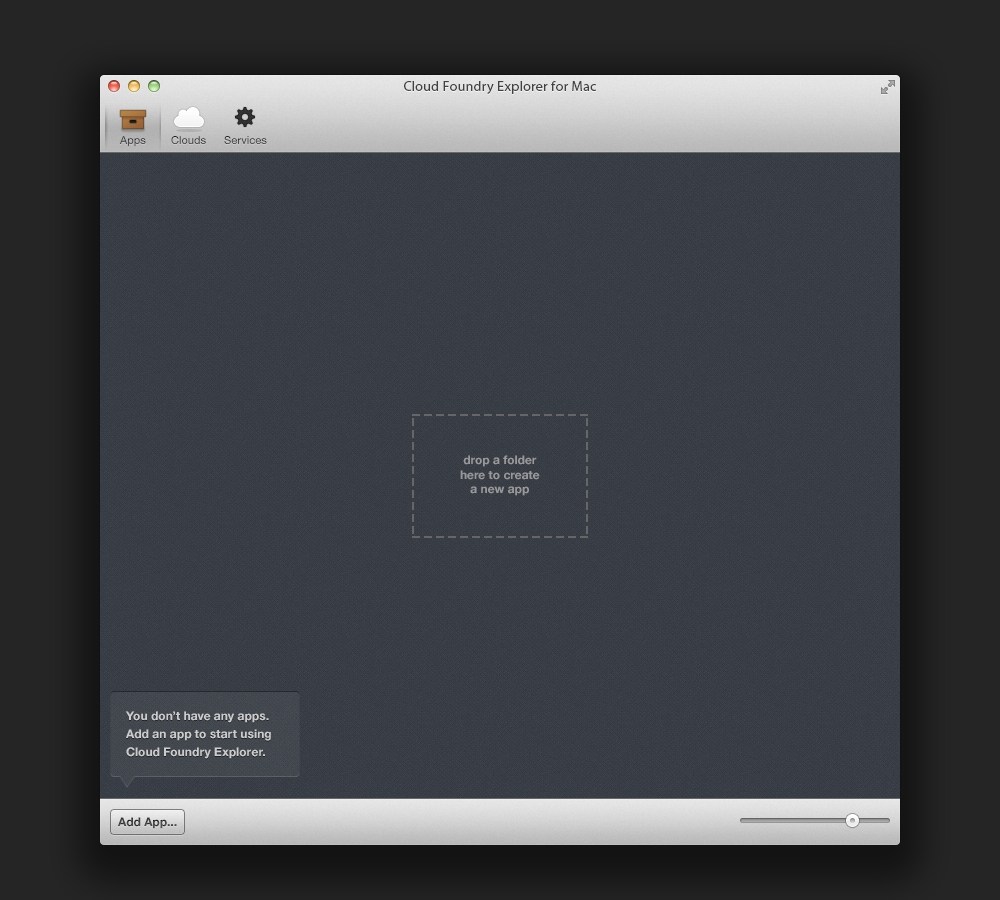 Cloud Foundry Explorer for Mac
Apps Clouds Services
drop a folder
here to create
a new app
You don't have any apps.
Add an app to start using
Cloud Foundry Explorer.
Add App...